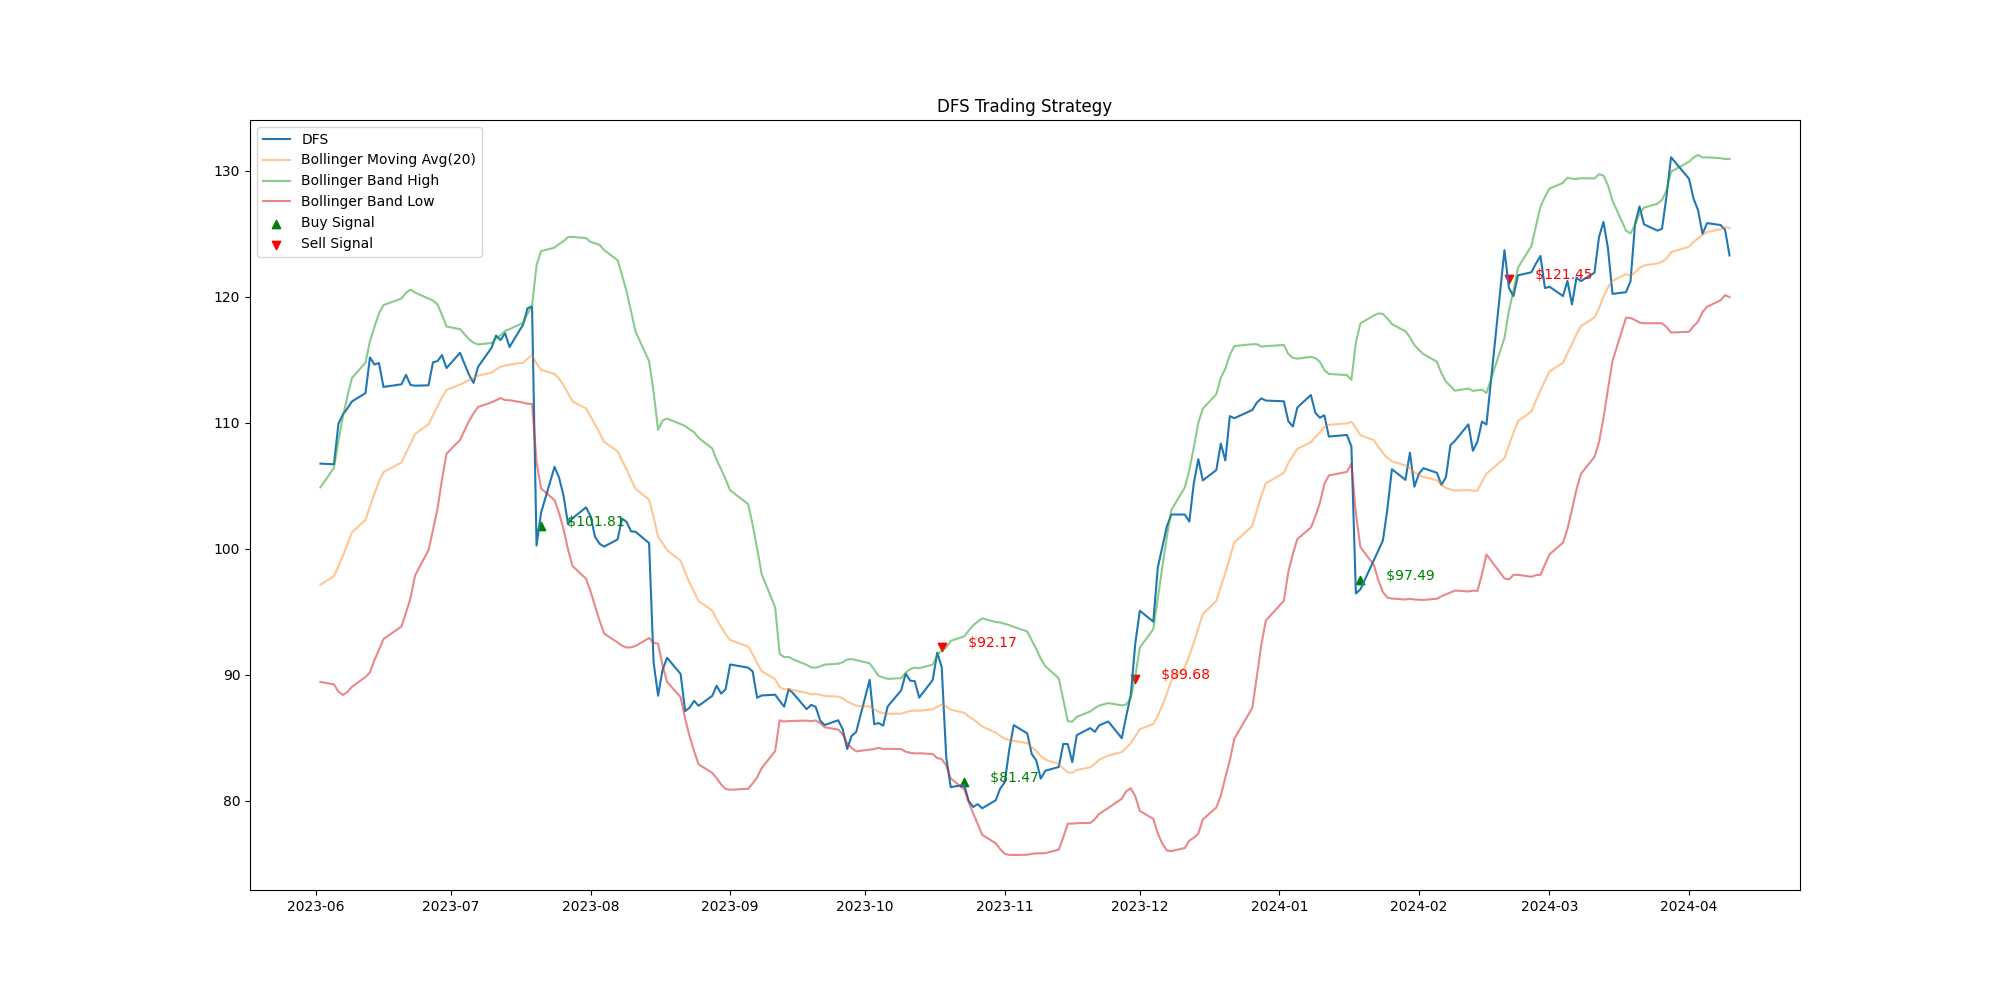 DFS Trading Strategy
DFS
Bollinger Moving Avg(20)
Bollinger Band High
Bollinger Band Low
Buy Signal
Sell Signal
130
120
110
100
90
80
$121.45
$101.81
$97.49
$92.17
$89.68
$81.47
2023-06 2023-07 2023-08 2023-09 2023-10 2023-11 2023-12 2024-01 2024-02 2024-03 2024-04